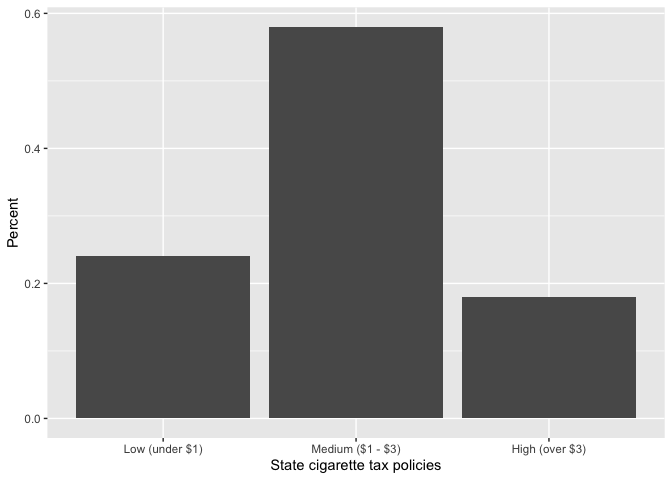 0.6
0.4
0.2
0.0
Percent
Low (under $1)
Medium ($1 - $3)
High (over $3)
State cigarette tax policies